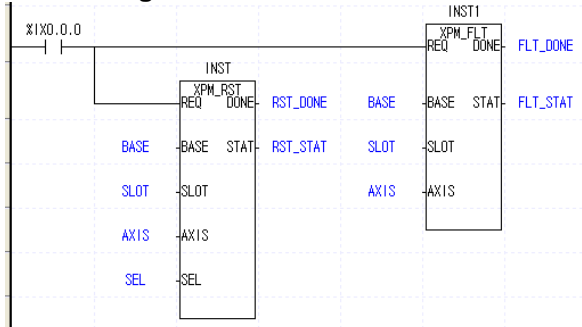 INST1
%IX0.0.0
XPM_FLT
REQ DONE FLT_DONE
INST
XPM_RST
REQ DONE RST_DONE
BASE BASE STAT FLT_STAT
BASE BASE STAT RST_STAT
SLOT SLOT
SLOT SLOT
AXIS AXIS
AXIS AXIS
SEL SEL